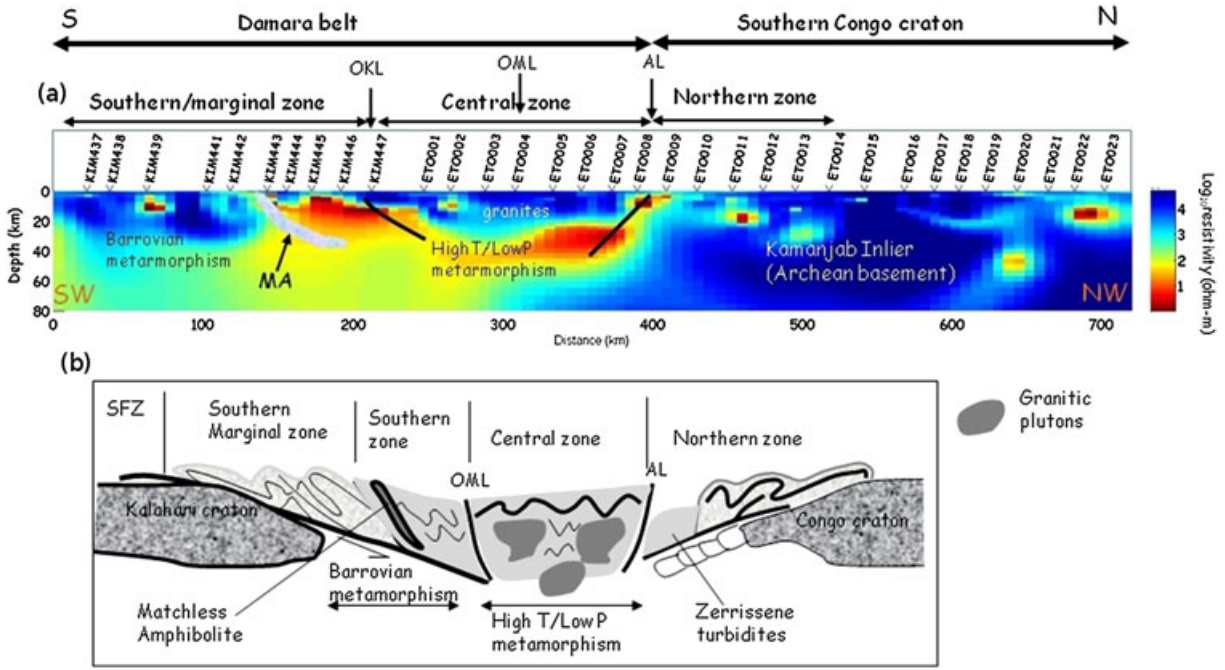 S
Damara belt
Southern Congo craton
N
(a)
OKL
OML
AL
Southern/marginal zone
Central zone
Northern zone
KIM437
KIM438
KIM439
KIM441
KIM442
KIM443
KIM444
KIM445
KIM446
KIM447
ETO001
ETO002
ETO003
ETO004
ETO005
ETO006
ETO007
ETO008
ETO009
ETO010
ETO011
ETO012
ETO013
ETO014
ETO015
ETO016
ETO017
ETO018
ETO019
ETO020
ETO021
ETO022
ETO023
Depth (km)
0
20
40
60
80
Barrovian
metarmorphism
MA
granites
High T/Low P
metarmorphism
Kamanjab Inlier
(Archean basement)
SW
NW
0
100
200
300
400
500
600
700
Distance (km)
4
3
2
1
Log10resistivity (ohm-m)
(b)
SFZ
Southern
Marginal zone
Southern
zone
Central zone
Northern zone
OML
AL
Kalahari craton
Congo craton
Barrovian
metamorphism
Matchless
Amphibolite
High T/Low P
metamorphism
Zerrissene
turbidites
Granitic
plutons